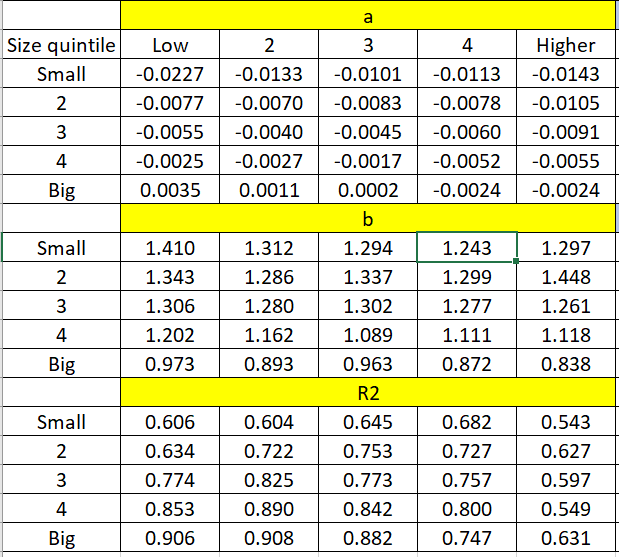 a
Size quintile Low 2 3 4 Higher
Small -0.0227 -0.0133 -0.0101 -0.0113 -0.0143
2 -0.0077 -0.0070 -0.0083 -0.0078 -0.0105
3 -0.0055 -0.0040 -0.0045 -0.0060 -0.0091
4 -0.0025 -0.0027 -0.0017 -0.0052 -0.0055
Big 0.0035 0.0011 0.0002 -0.0024 -0.0024
b
Small 1.410 1.312 1.294 1.243 1.297
2 1.343 1.286 1.337 1.299 1.448
3 1.306 1.280 1.302 1.277 1.261
4 1.202 1.162 1.089 1.111 1.118
Big 0.973 0.893 0.963 0.872 0.838
R2
Small 0.606 0.604 0.645 0.682 0.543
2 0.634 0.722 0.753 0.727 0.627
3 0.774 0.825 0.773 0.757 0.597
4 0.853 0.890 0.842 0.800 0.549
Big 0.906 0.908 0.882 0.747 0.631